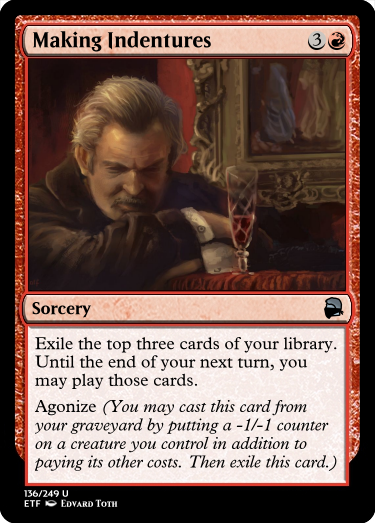 Making Indentures 3
Sorcery
Exile the top three cards of your library.
Until the end of your next turn, you
may play those cards.
Agonize (You may cast this card from
your graveyard by putting a -1/-1 counter
on a creature you control in addition to
paying its other costs. Then exile this card.)
136/249 U
ETF Edvard Toth